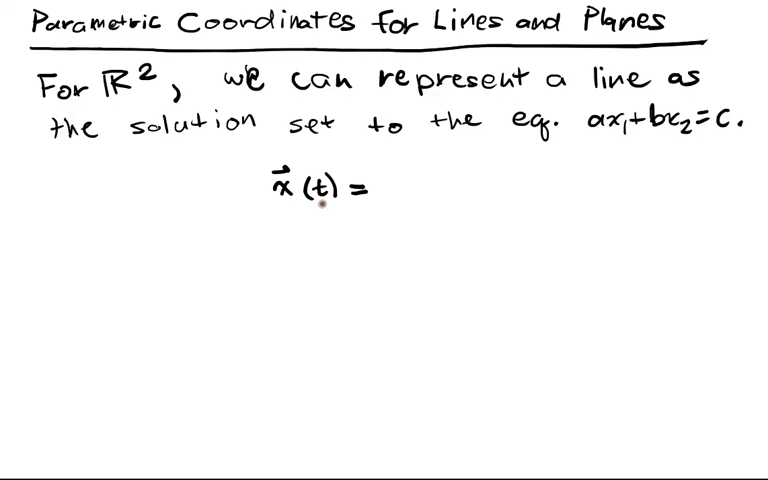 Parametric Coordinates for Lines and Planes
For ℝ², we can represent a line as
the solution set to the eq. ax₁+bx₂=c.
x⃗(t) =